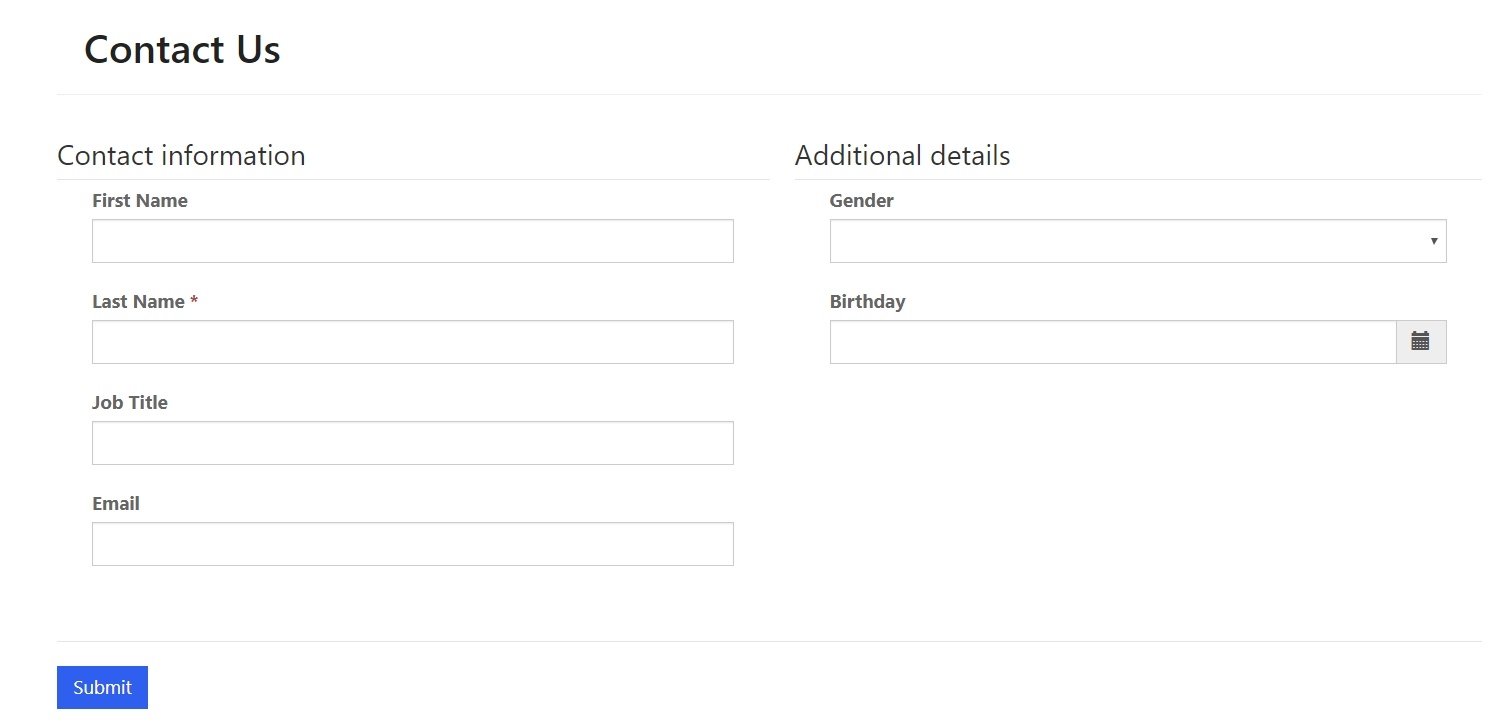 Contact Us
Contact information
First Name
Last Name *
Job Title
Email
Additional details
Gender
Birthday
Submit